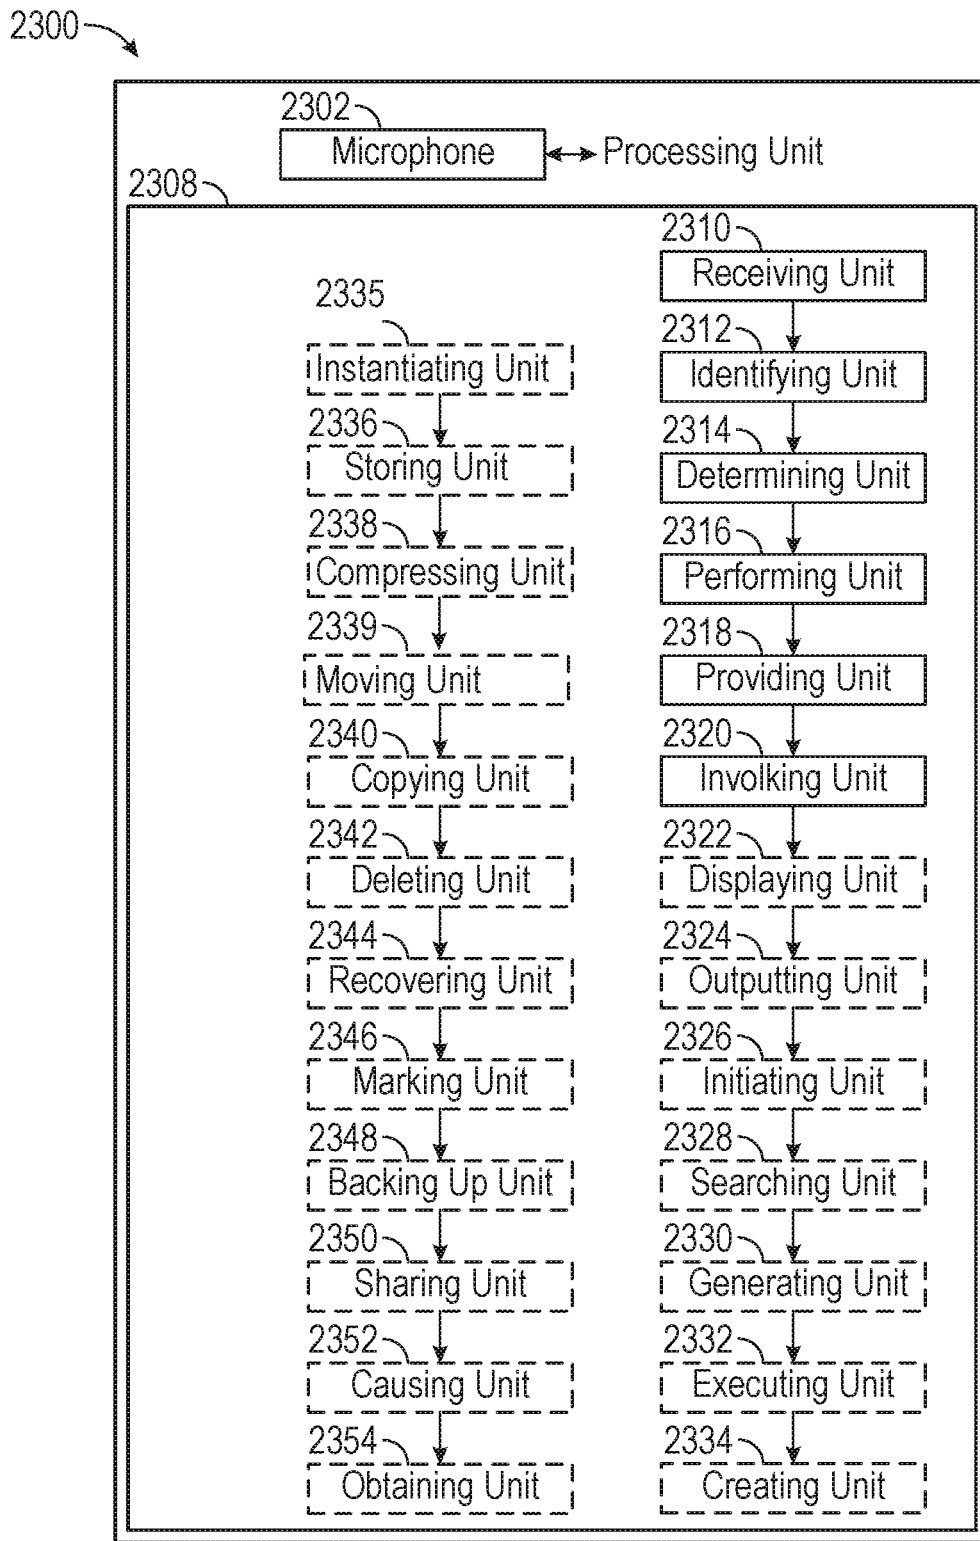 2300
2302
Microphone
Processing Unit
2308
2310
Receiving Unit
2312
Identifying Unit
2314
Determining Unit
2316
Performing Unit
2318
Providing Unit
2320
Involking Unit
2322
Displaying Unit
2324
Outputting Unit
2326
Initiating Unit
2328
Searching Unit
2330
Generating Unit
2332
Executing Unit
2334
Creating Unit
2335
Instantiating Unit
2336
Storing Unit
2338
Compressing Unit
2339
Moving Unit
2340
Copying Unit
2342
Deleting Unit
2344
Recovering Unit
2346
Marking Unit
2348
Backing Up Unit
2350
Sharing Unit
2352
Causing Unit
2354
Obtaining Unit